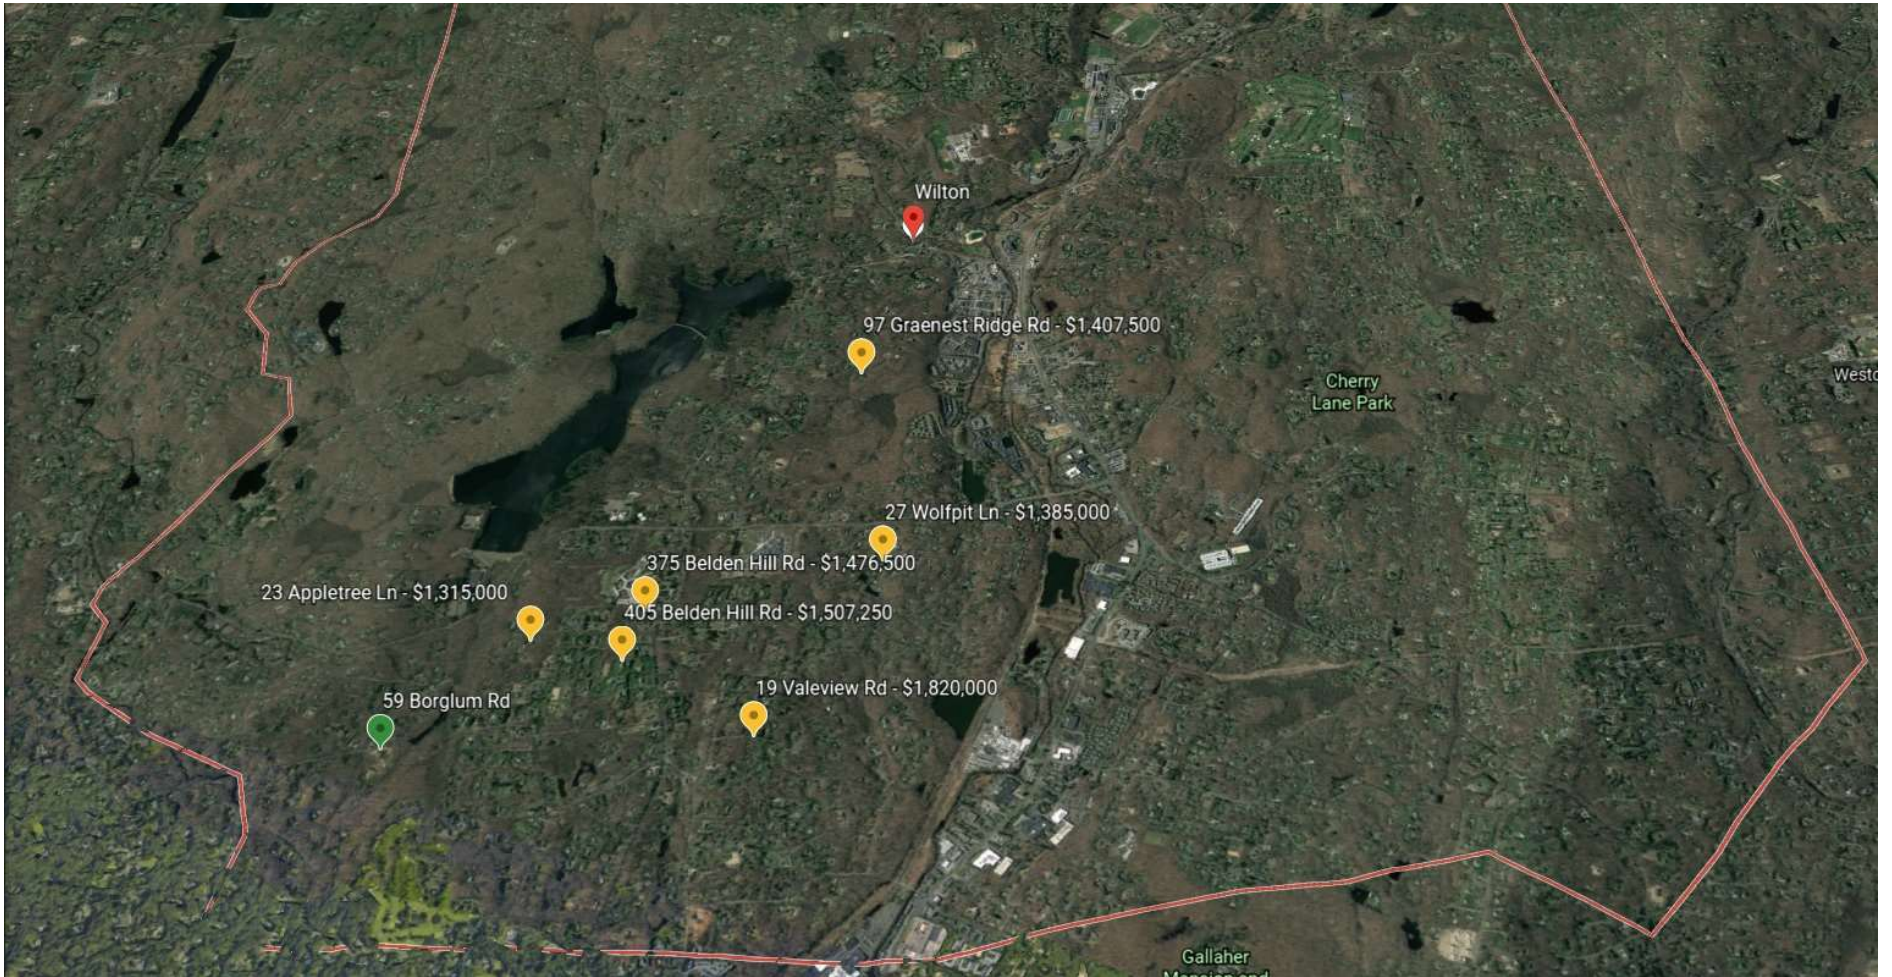 Wilton
97 Graenest Ridge Rd - $1,407,500
Cherry
Lane Park
27 Wolfpit Ln - $1,385,000
375 Belden Hill Rd - $1,476,500
23 Appletree Ln - $1,315,000
405 Belden Hill Rd - $1,507,250
19 Valeview Rd - $1,820,000
59 Borglum Rd
Gallaher
Mansion and